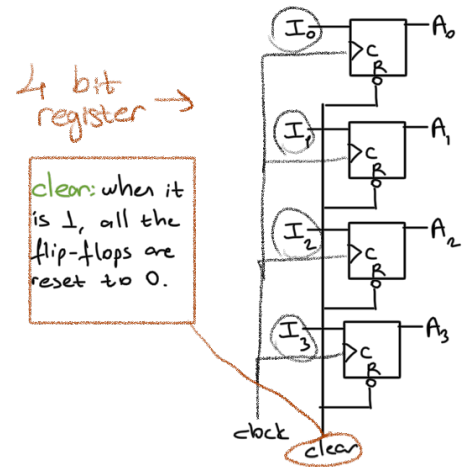 4 bit
register →
clear: when it
is 1, all the
flip-flops are
reset to 0.
I0
C
R
A0
I1
C
R
A1
I2
C
R
A2
I3
C
R
A3
clock
clear